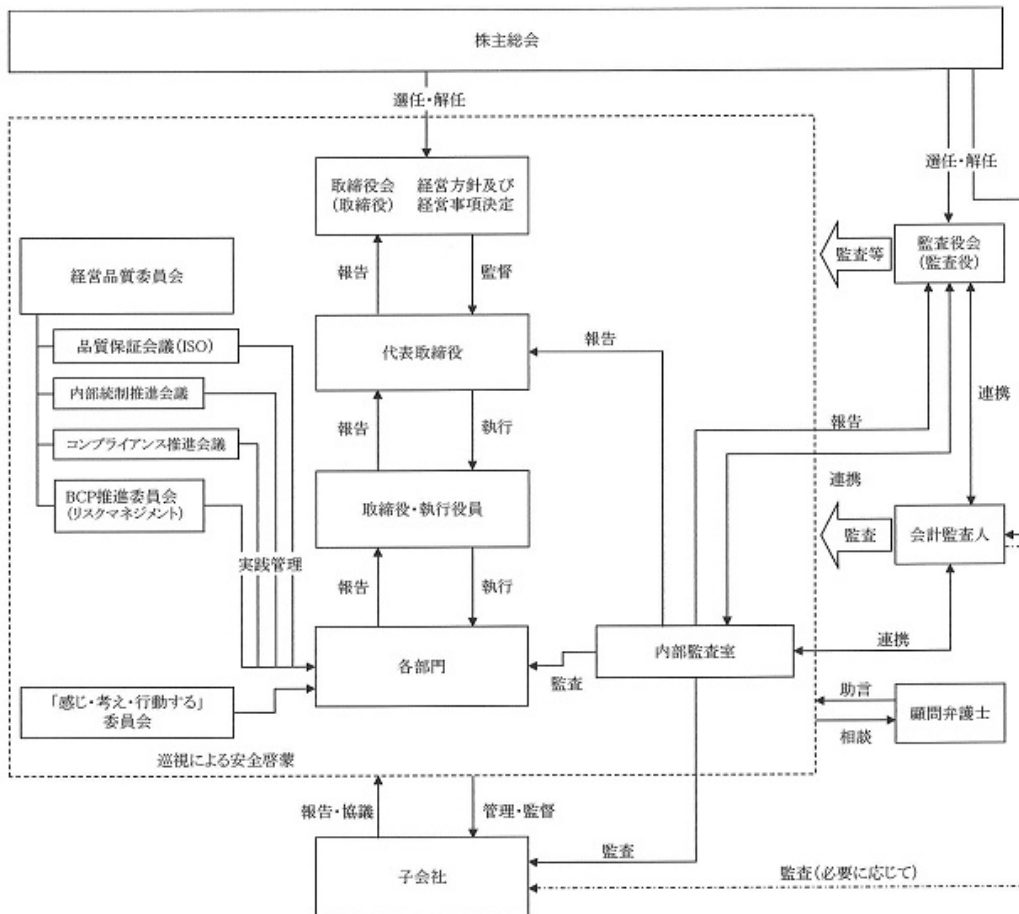 株主総会
選任・解任
選任・解任
取締役会 経営方針及び
(取締役) 経営事項決定
監査役会
(監査役)
監査等
経営品質委員会
報告
監督
品質保証会議(ISO)
代表取締役
報告
内部統制推進会議
連携
報告
執行
報告
コンプライアンス推進会議
連携
BCP推進委員会
(リスクマネジメント)
取締役・執行役員
監査
会計監査人
実践管理
報告
執行
各部門
内部監査室
連携
監査
「感じ・考え・行動する」
委員会
助言
顧問弁護士
相談
巡視による安全啓蒙
報告・協議
管理・監督
監査
子会社
監査(必要に応じて)